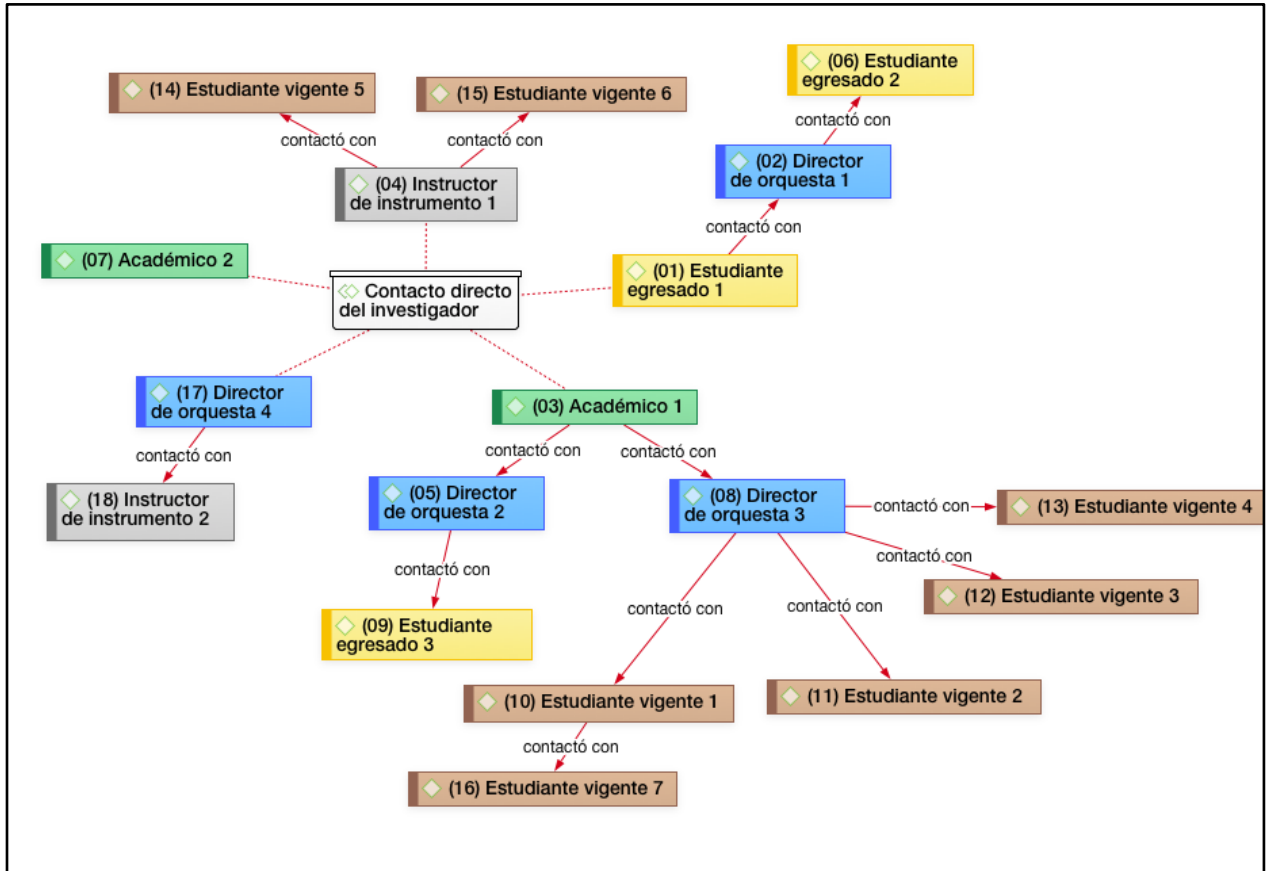 (06) Estudiante
egresado 2
(14) Estudiante vigente 5
(15) Estudiante vigente 6
contactó con
contactó con
contactó con
(02) Director
de orquesta 1
(04) Instructor
de instrumento 1
contactó con
(07) Académico 2
(01) Estudiante
egresado 1
Contacto directo
del investigador
(17) Director
de orquesta 4
(03) Académico 1
contactó con
contactó con
contactó con
(18) Instructor
de instrumento 2
(05) Director
de orquesta 2
(08) Director
de orquesta 3
contactó con
(13) Estudiante vigente 4
contactó con
contactó con
(12) Estudiante vigente 3
contactó con
contactó con
(09) Estudiante
egresado 3
(10) Estudiante vigente 1
(11) Estudiante vigente 2
contactó con
(16) Estudiante vigente 7